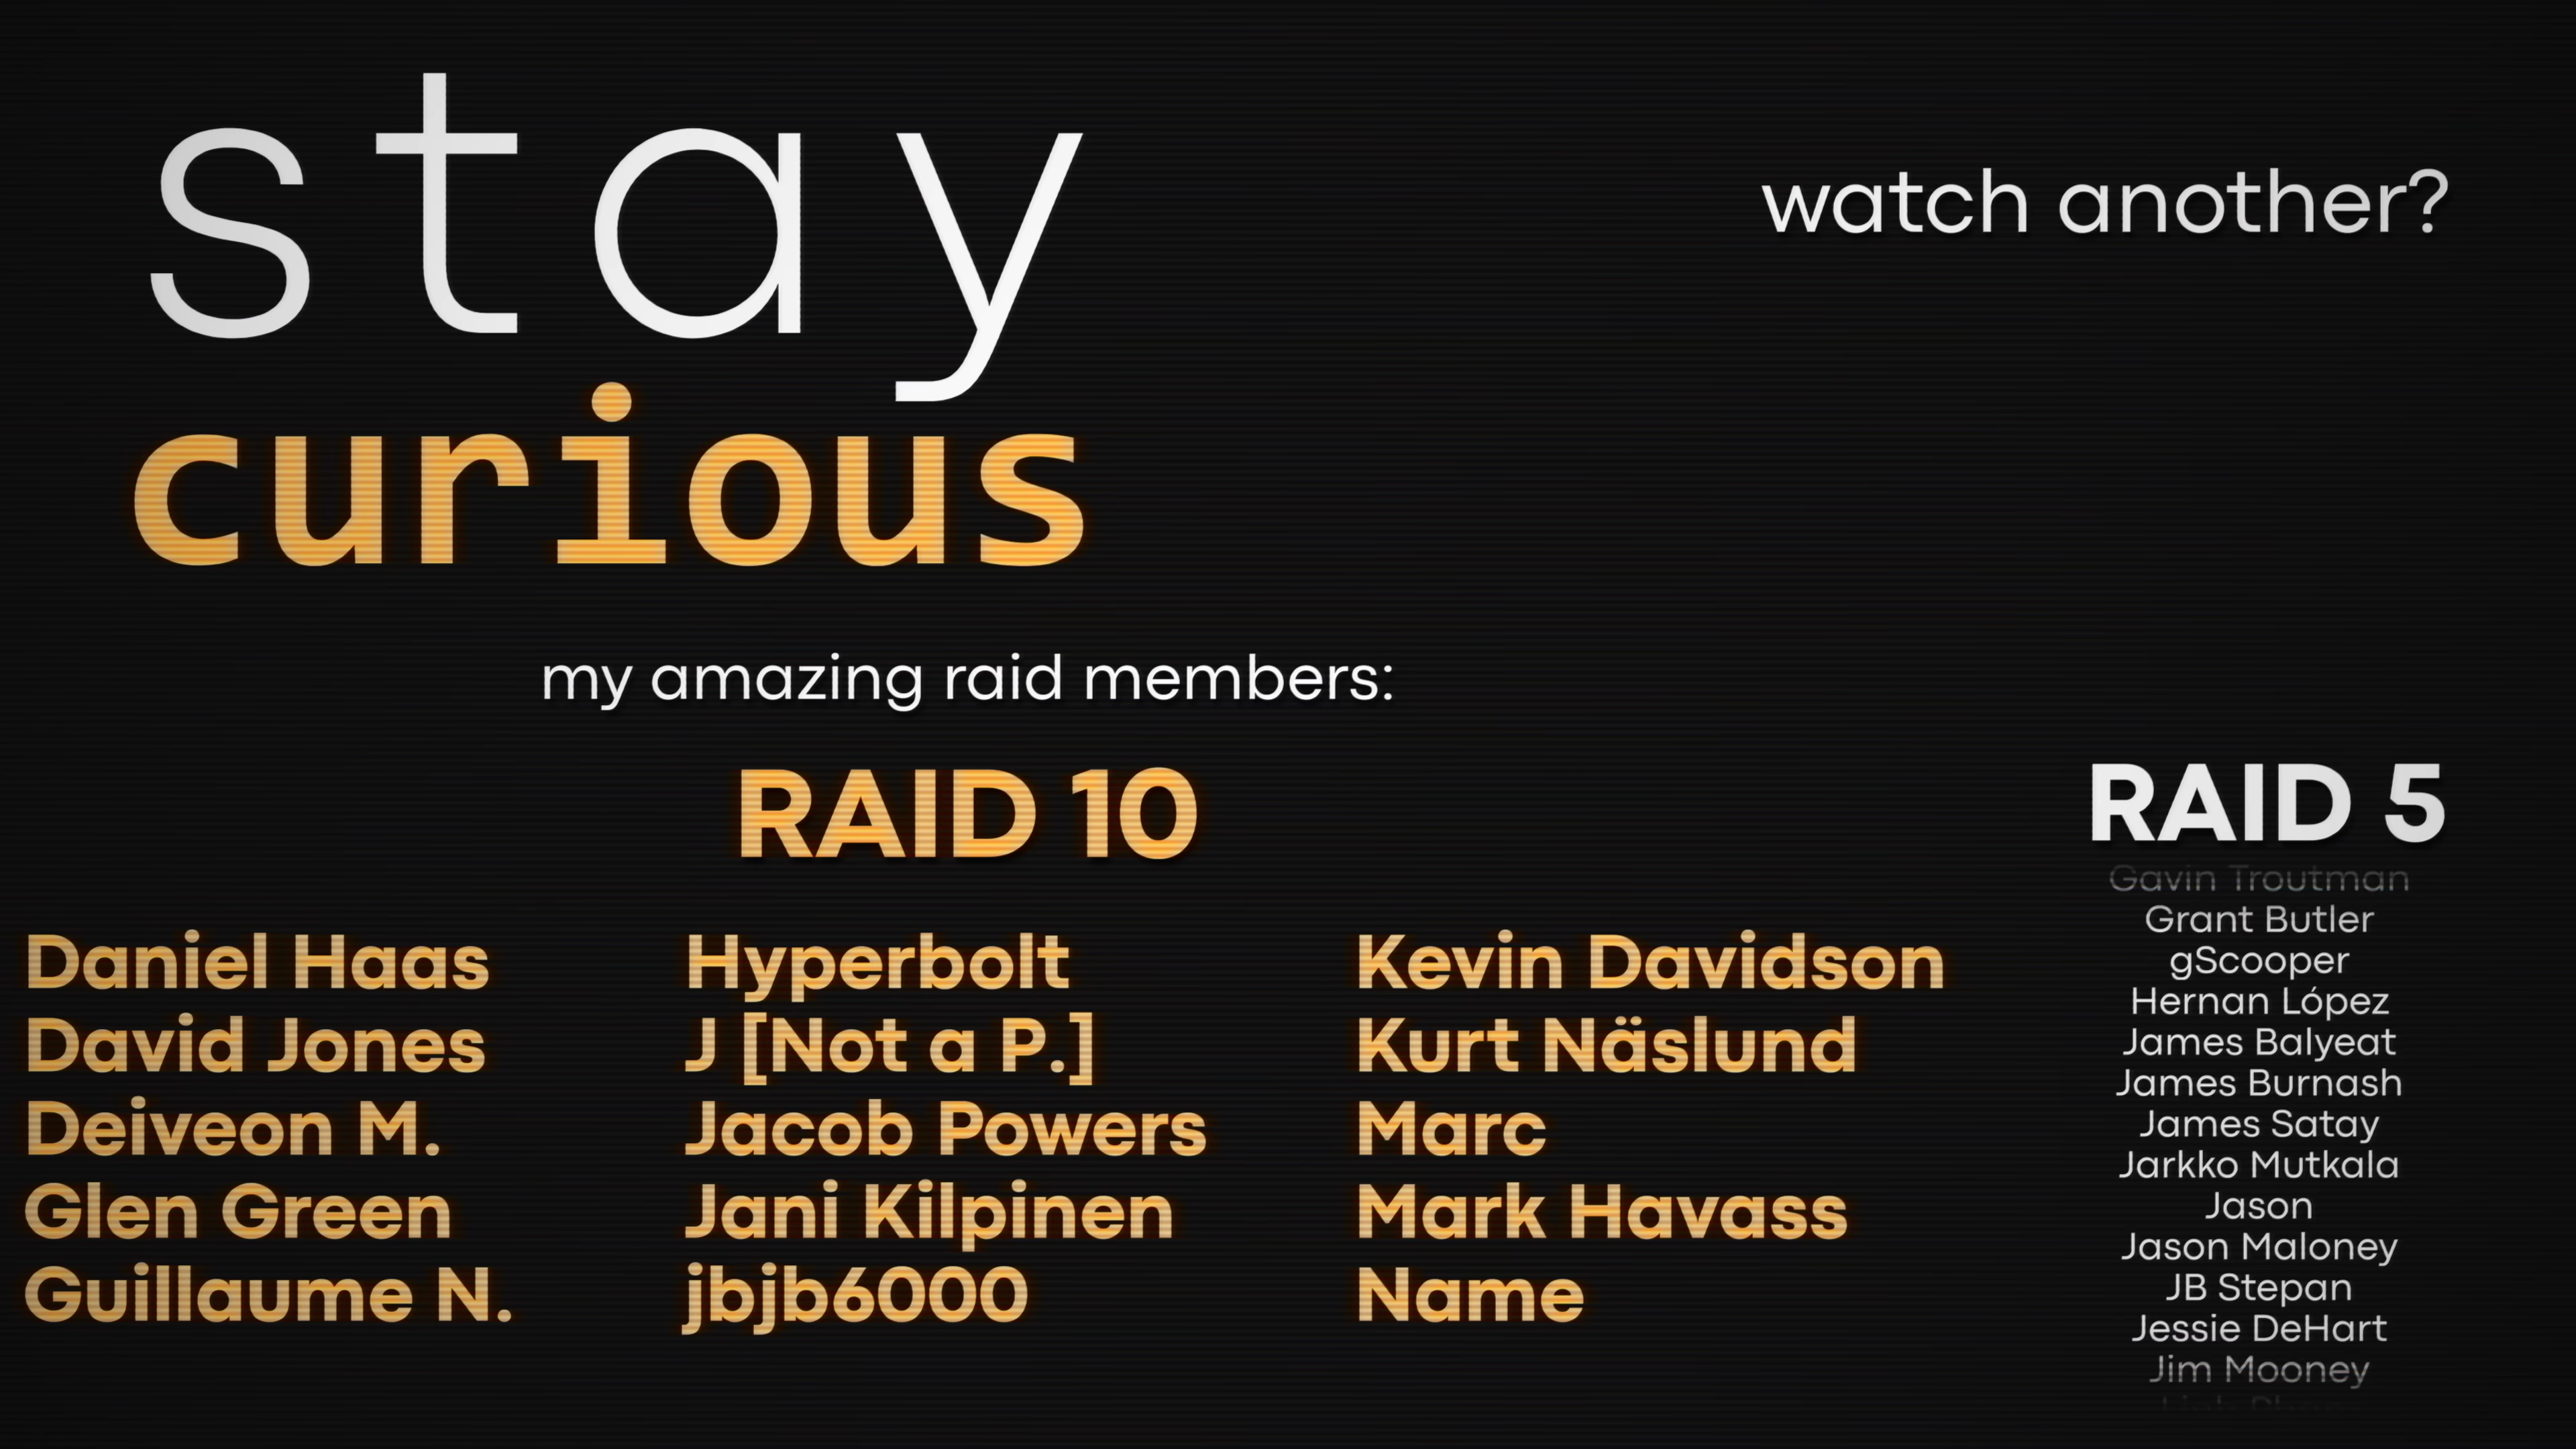 stay
curious
watch another?
my amazing raid members:
RAID 10
Daniel Haas
David Jones
Deiveon M.
Glen Green
Guillaume N.
Hyperbolt
J [Not a P.]
Jacob Powers
Jani Kilpinen
jbjb6000
Kevin Davidson
Kurt Näslund
Marc
Mark Havass
Name
RAID 5
Gavin Troutman
Grant Butler
gScooper
Hernan López
James Balyeat
James Burnash
James Satay
Jarkko Mutkala
Jason
Jason Maloney
JB Stepan
Jessie DeHart
Jim Mooney